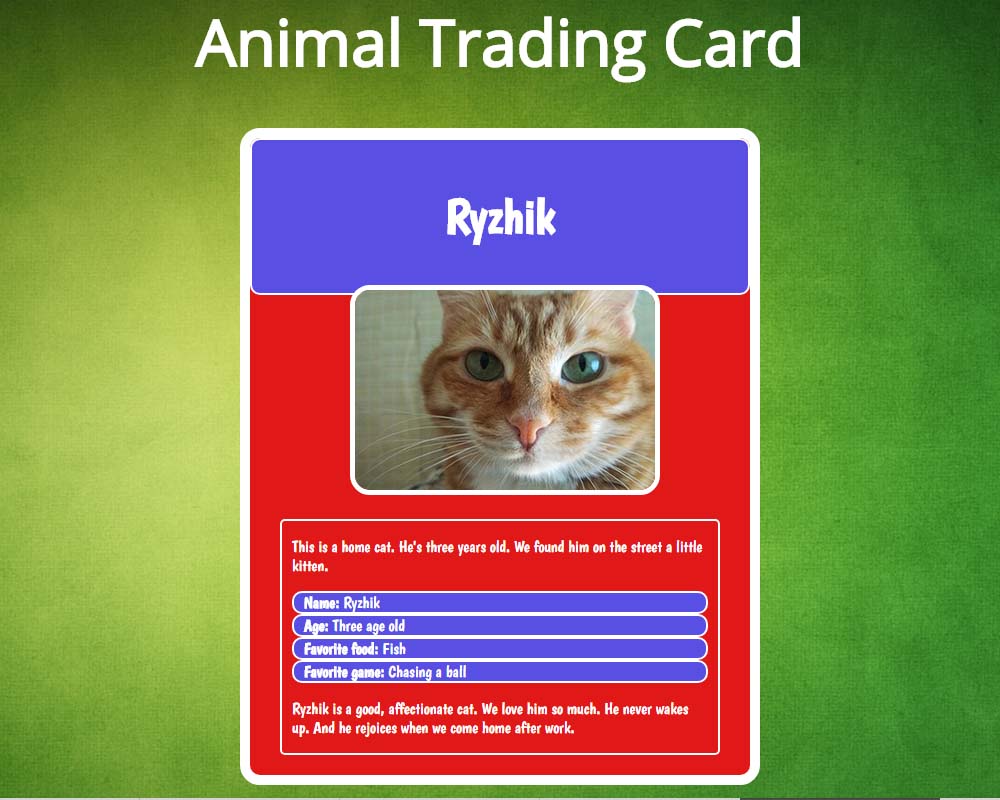 Animal Trading Card
Ryzhik
This is a home cat. He's three years old. We found him on the street a little
kitten.
Name: Ryzhik
Age: Three age old
Favorite food: Fish
Favorite game: Chasing a ball
Ryzhik is a good, affectionate cat. We love him so much. He never wakes
up. And he rejoices when we come home after work.